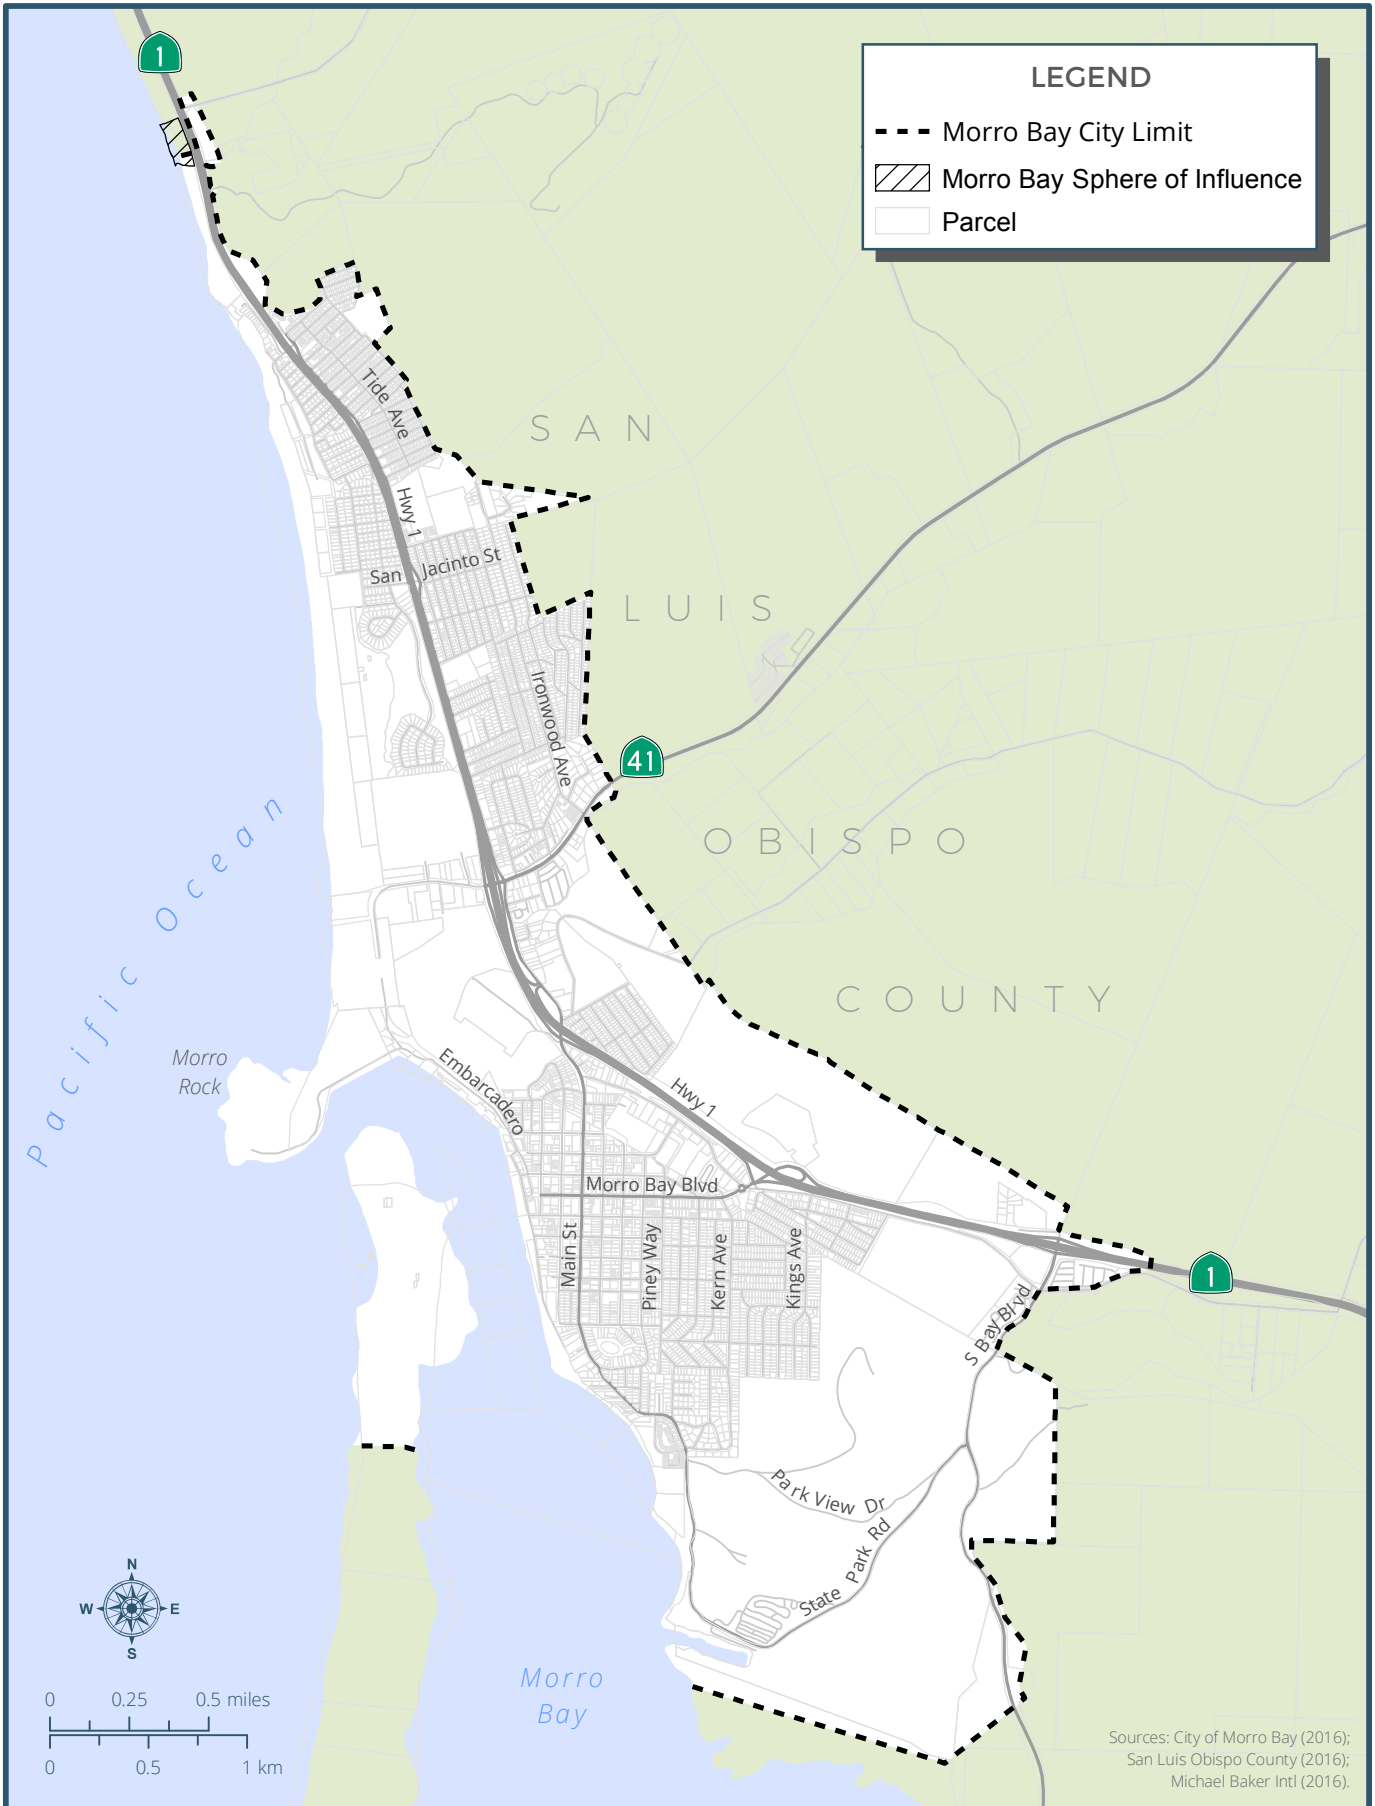 1
LEGEND
Morro Bay City Limit
Morro Bay Sphere of Influence
Parcel
Tide Ave
SAN
Hwy 1
San Jacinto St
LUIS
Ironwood Ave
41
OBISPO
Pacific Ocean
COUNTY
Morro
Rock
Embarcadero
Hwy 1
Morro Bay Blvd
Main St
Piney Way
Kern Ave
Kings Ave
1
S Bay Blvd
Park View Dr
State Park Rd
N
W
E
S
Morro
Bay
0 0.25 0.5 miles
0 0.5 1 km
Sources: City of Morro Bay (2016);
San Luis Obispo County (2016);
Michael Baker Intl (2016).